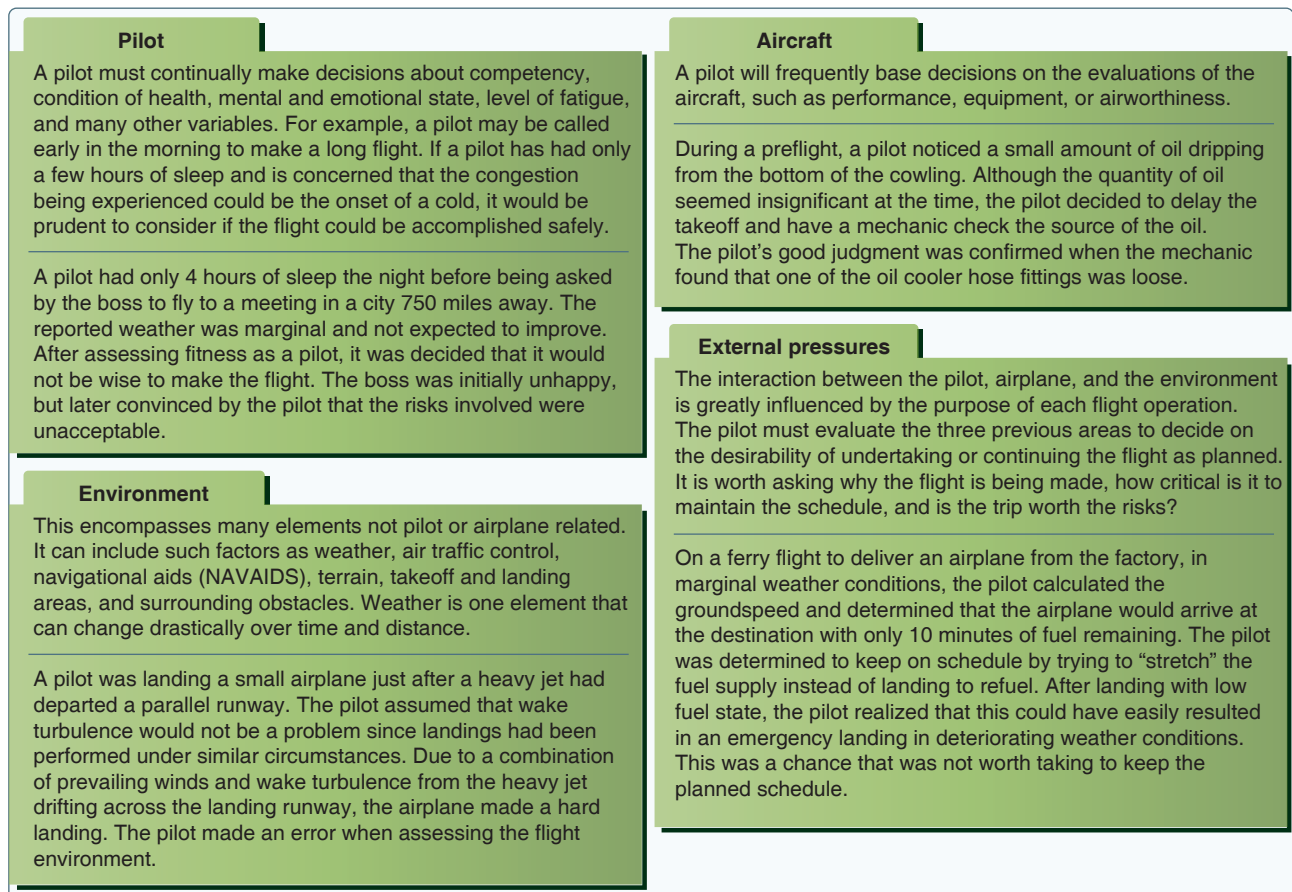 Pilot
A pilot must continually make decisions about competency,
condition of health, mental and emotional state, level of fatigue,
and many other variables. For example, a pilot may be called
early in the morning to make a long flight. If a pilot has had only
a few hours of sleep and is concerned that the congestion
being experienced could be the onset of a cold, it would be
prudent to consider if the flight could be accomplished safely.
A pilot had only 4 hours of sleep the night before being asked
by the boss to fly to a meeting in a city 750 miles away. The
reported weather was marginal and not expected to improve.
After assessing fitness as a pilot, it was decided that it would
not be wise to make the flight. The boss was initially unhappy,
but later convinced by the pilot that the risks involved were
unacceptable.
Environment
This encompasses many elements not pilot or airplane related.
It can include such factors as weather, air traffic control,
navigational aids (NAVAIDS), terrain, takeoff and landing
areas, and surrounding obstacles. Weather is one element that
can change drastically over time and distance.
A pilot was landing a small airplane just after a heavy jet had
departed a parallel runway. The pilot assumed that wake
turbulence would not be a problem since landings had been
performed under similar circumstances. Due to a combination
of prevailing winds and wake turbulence from the heavy jet
drifting across the landing runway, the airplane made a hard
landing. The pilot made an error when assessing the flight
environment.
Aircraft
A pilot will frequently base decisions on the evaluations of the
aircraft, such as performance, equipment, or airworthiness.
During a preflight, a pilot noticed a small amount of oil dripping
from the bottom of the cowling. Although the quantity of oil
seemed insignificant at the time, the pilot decided to delay the
takeoff and have a mechanic check the source of the oil.
The pilot's good judgment was confirmed when the mechanic
found that one of the oil cooler hose fittings was loose.
External pressures
The interaction between the pilot, airplane, and the environment
is greatly influenced by the purpose of each flight operation.
The pilot must evaluate the three previous areas to decide on
the desirability of undertaking or continuing the flight as planned.
It is worth asking why the flight is being made, how critical is it to
maintain the schedule, and is the trip worth the risks?
On a ferry flight to deliver an airplane from the factory, in
marginal weather conditions, the pilot calculated the
groundspeed and determined that the airplane would arrive at
the destination with only 10 minutes of fuel remaining. The pilot
was determined to keep on schedule by trying to “stretch” the
fuel supply instead of landing to refuel. After landing with low
fuel state, the pilot realized that this could have easily resulted
in an emergency landing in deteriorating weather conditions.
This was a chance that was not worth taking to keep the
planned schedule.